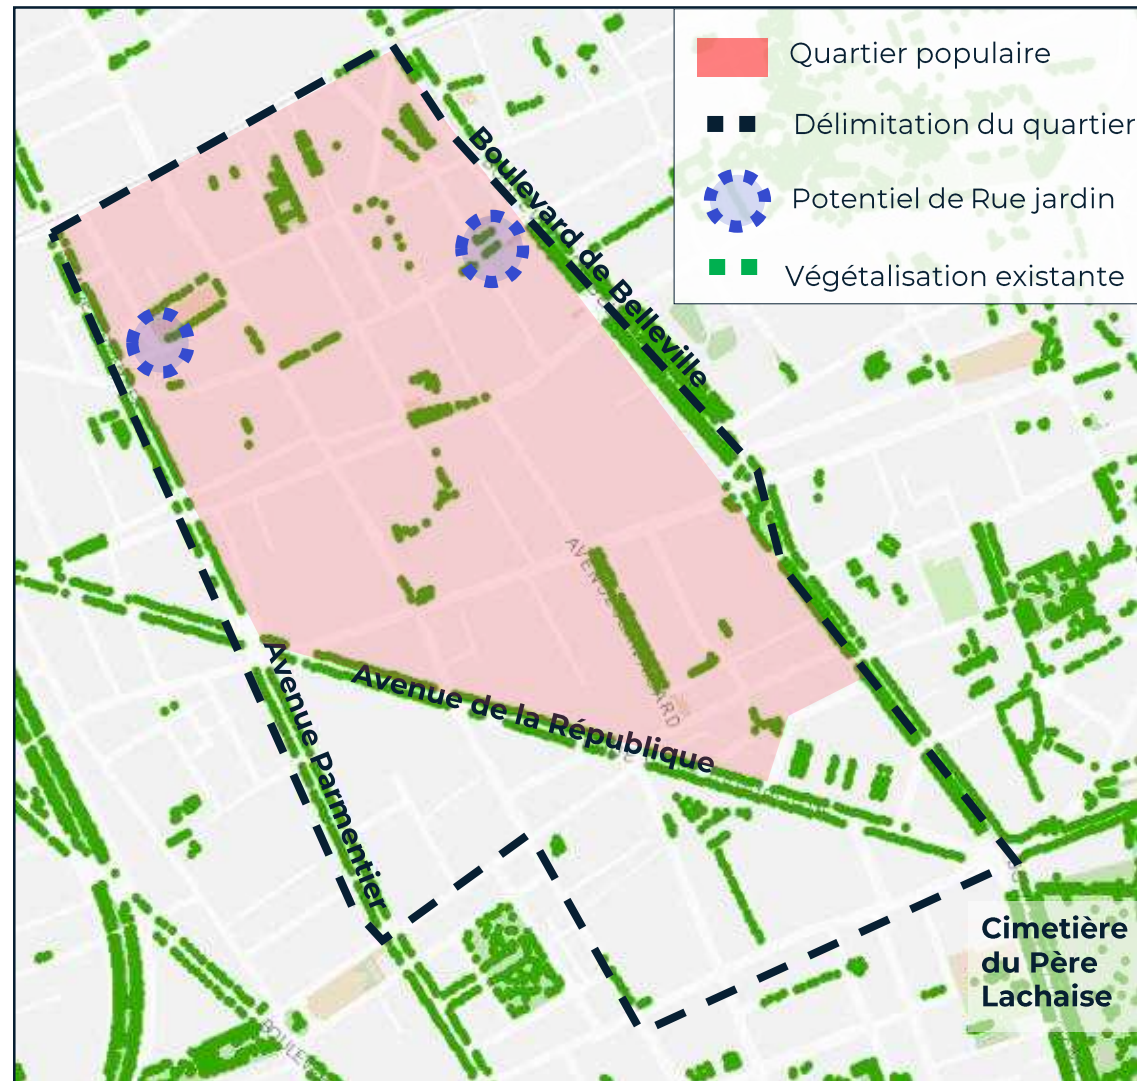 Quartier populaire
Délimitation du quartier
Potentiel de Rue jardin
Végétalisation existante
Boulevard de Belleville
Avenue de la République
Avenue Parmentier
Cimetière
du Père
Lachaise